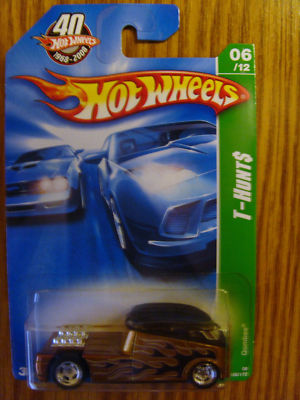 40
HOT WHEELS
1968-2008
HOT WHEELS
06
/12
T-HUNT$
Qombee